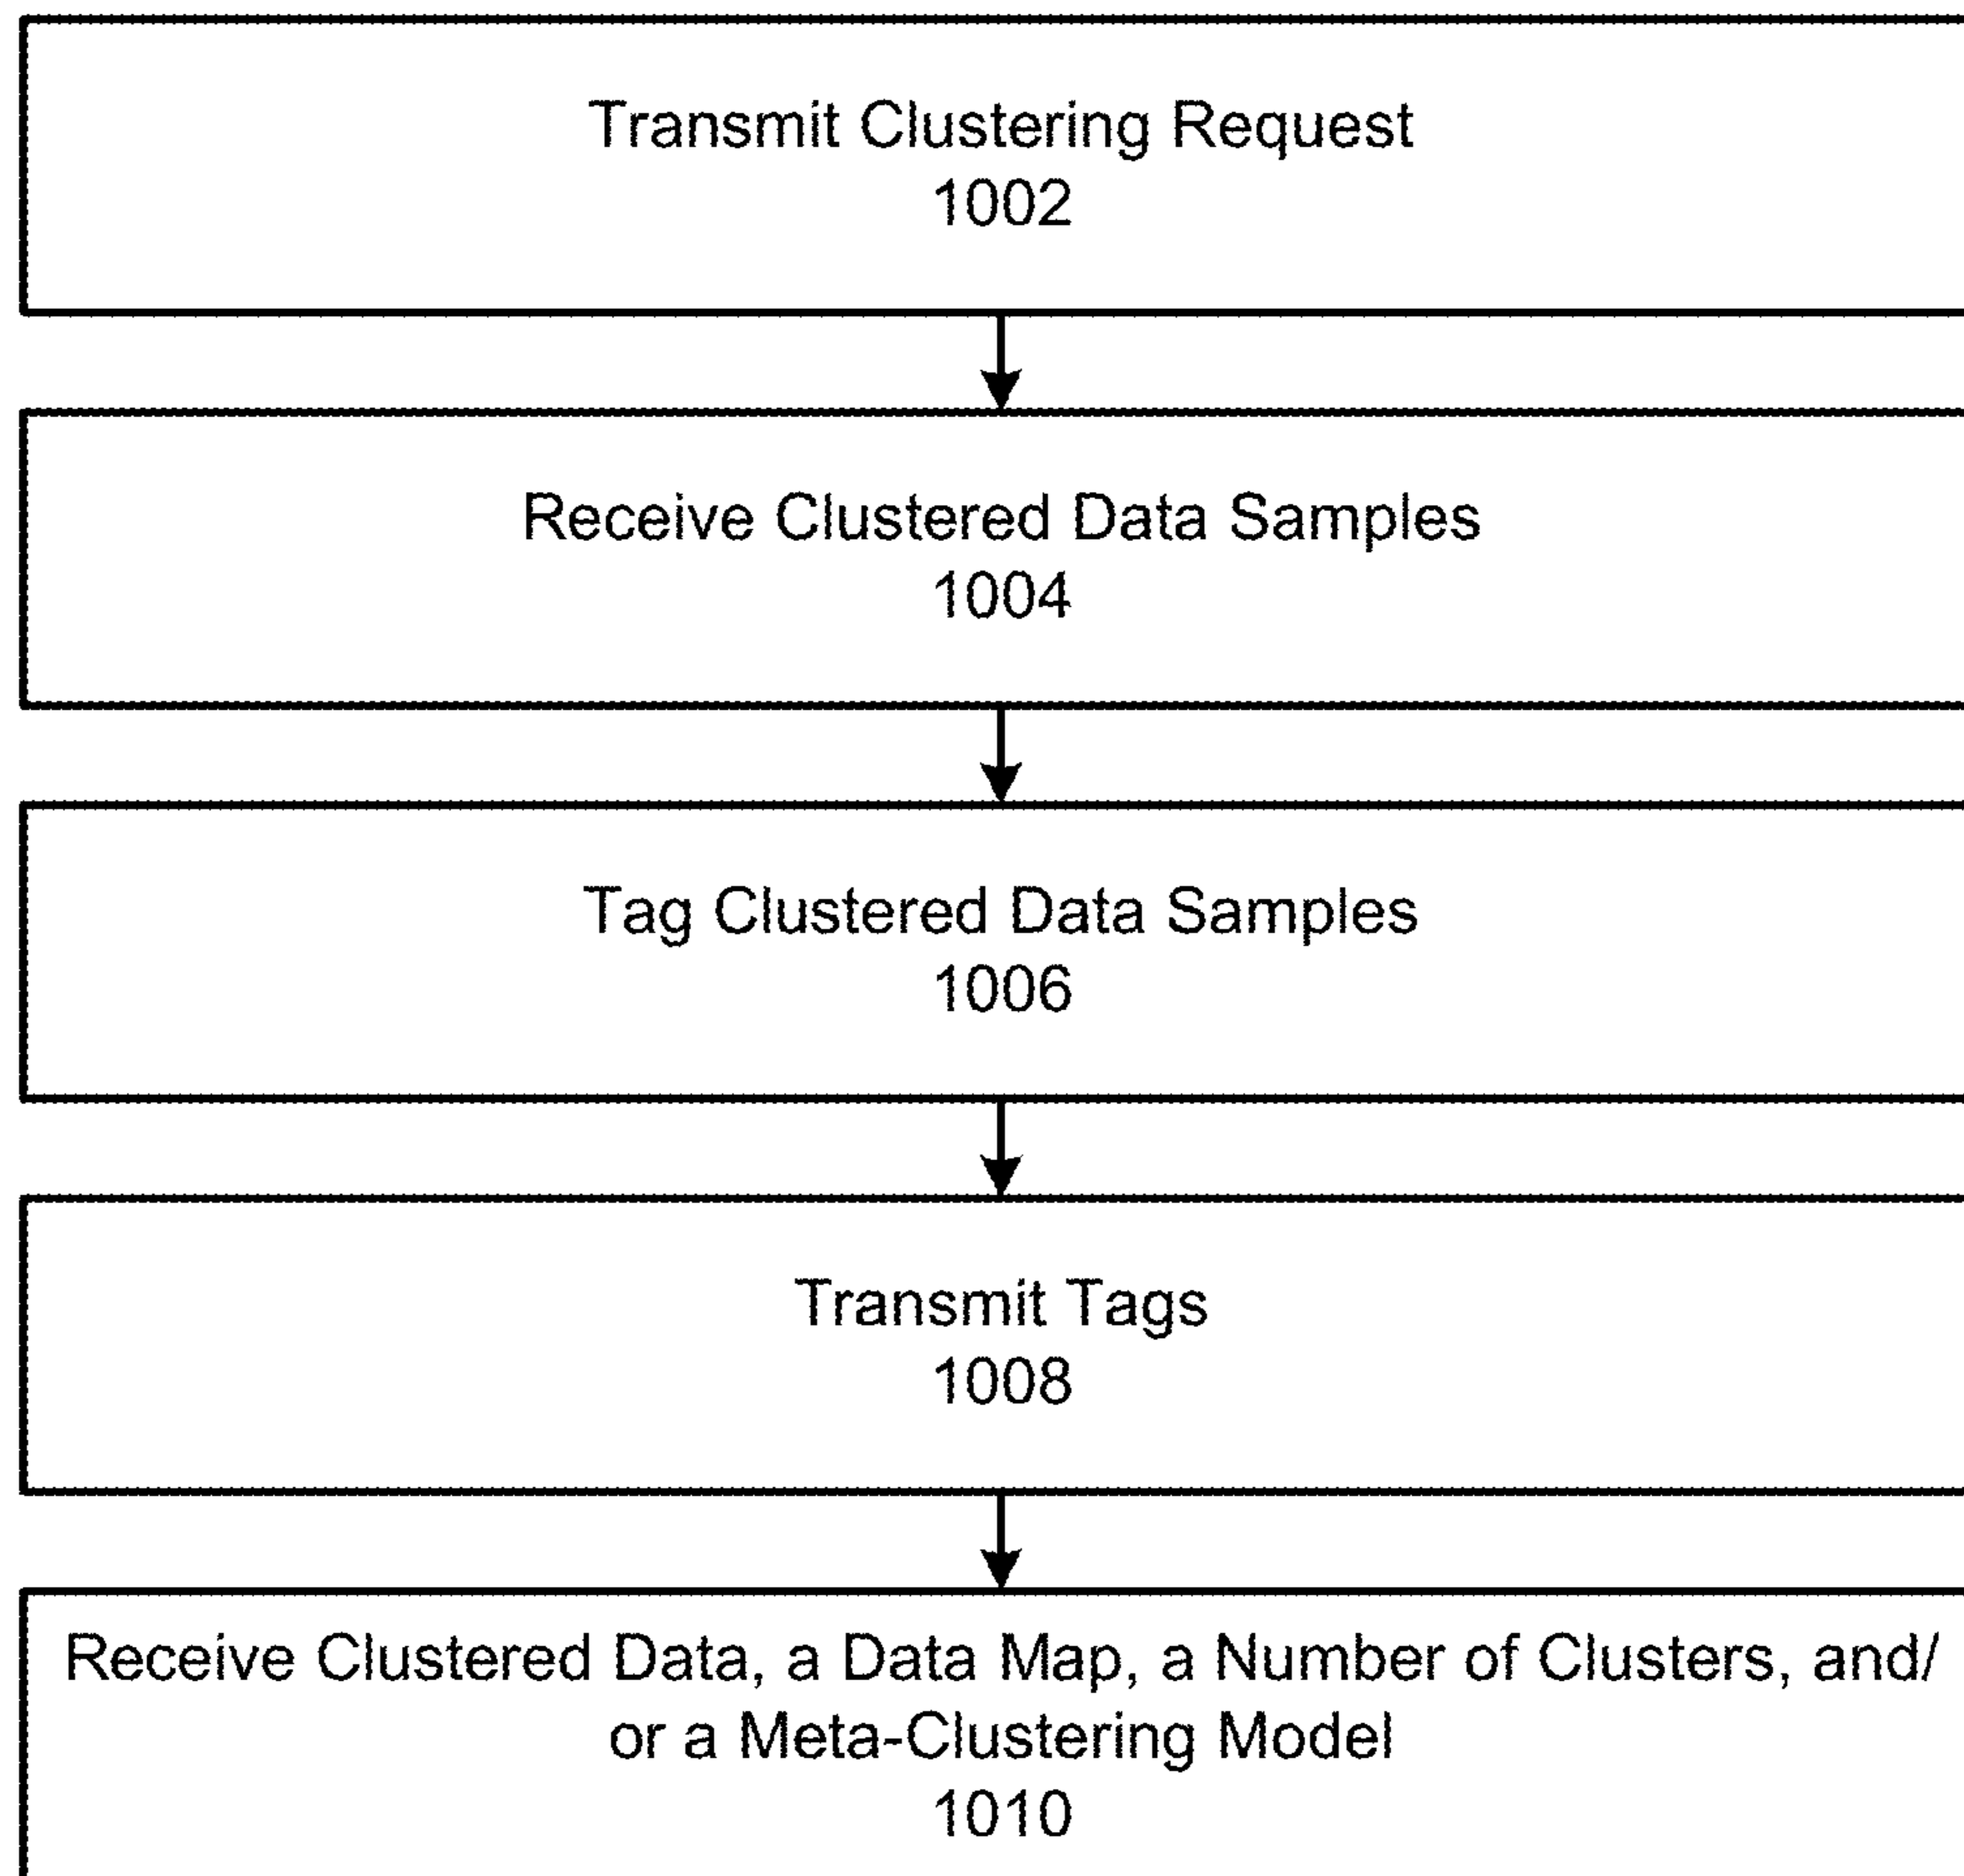 Transmit Clustering Request
1002
Receive Clustered Data Samples
1004
Tag Clustered Data Samples
1006
Transmit Tags
1008
Receive Clustered Data, a Data Map, a Number of Clusters, and/
or a Meta-Clustering Model
1010